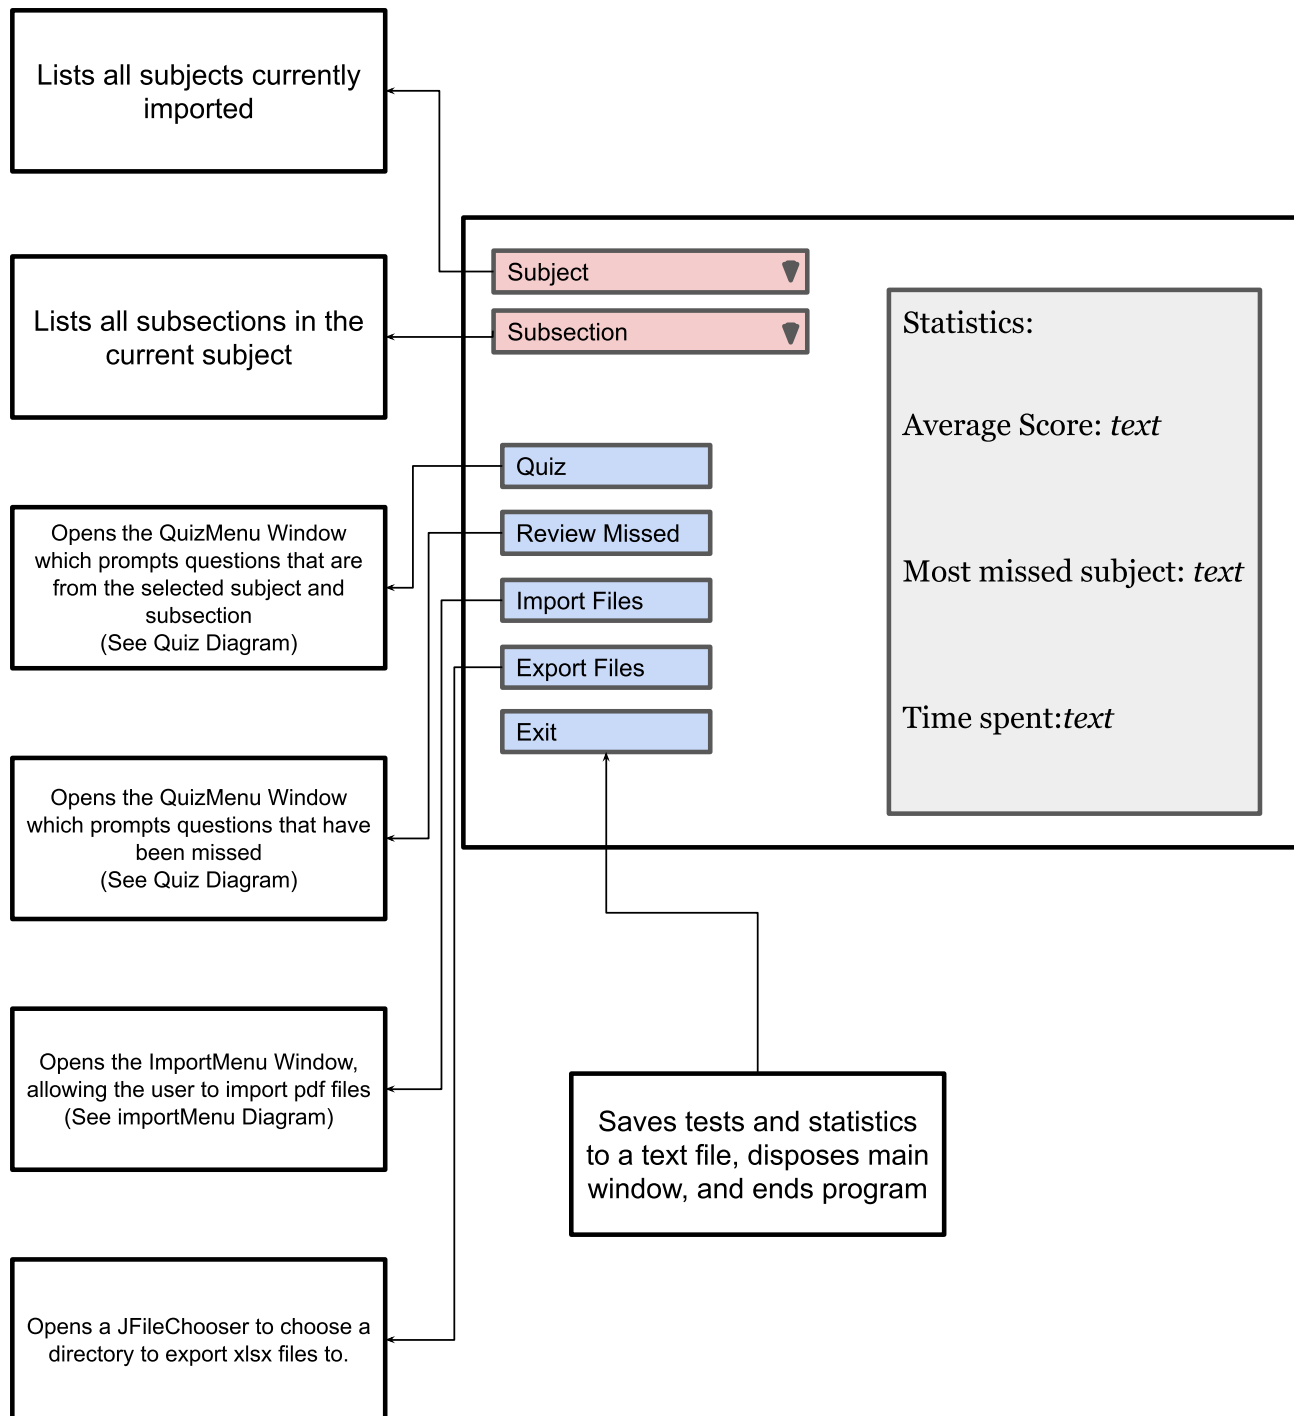 Lists all subjects currently
imported
Lists all subsections in the
current subject
Opens the QuizMenu Window
which prompts questions that are
from the selected subject and
subsection
(See Quiz Diagram)
Opens the QuizMenu Window
which prompts questions that have
been missed
(See Quiz Diagram)
Opens the ImportMenu Window,
allowing the user to import pdf files
(See importMenu Diagram)
Opens a JFileChooser to choose a
directory to export xlsx files to.
Subject
Subsection
Quiz
Review Missed
Import Files
Export Files
Exit
Statistics:
Average Score: text
Most missed subject: text
Time spent:text
Saves tests and statistics
to a text file, disposes main
window, and ends program